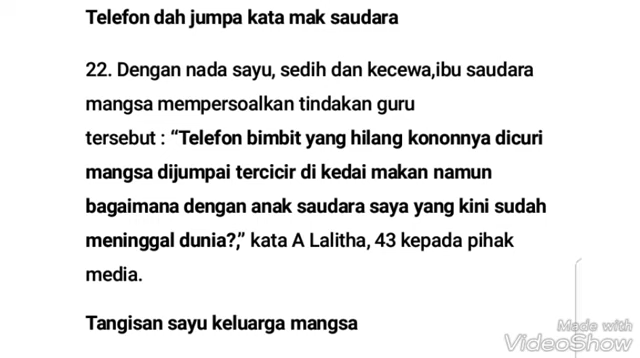 Telefon dah jumpa kata mak saudara
22. Dengan nada sayu, sedih dan kecewa,ibu saudara
mangsa mempersoalkan tindakan guru
tersebut : “Telefon bimbit yang hilang kononnya dicuri
mangsa dijumpai tercicir di kedai makan namun
bagaimana dengan anak saudara saya yang kini sudah
meninggal dunia?,” kata A Lalitha, 43 kepada pihak
media.
Tangisan sayu keluarga mangsa
Made with
VideoShow